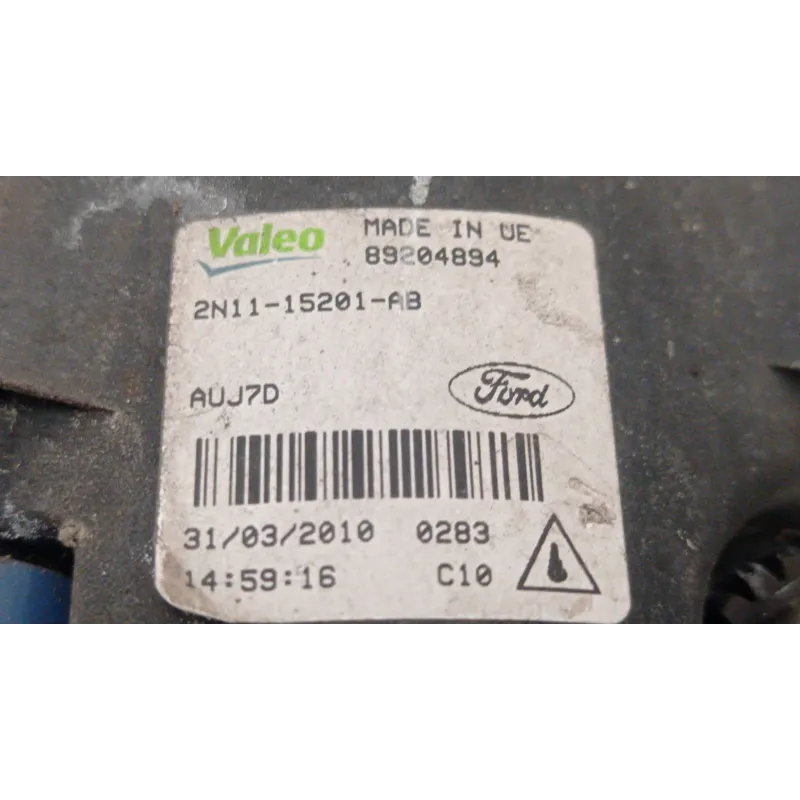 Valeo
MADE IN UE
89204894
2N11-15201-AB
AUJ7D
Ford
31/03/2010 0283
14:59:16 C10